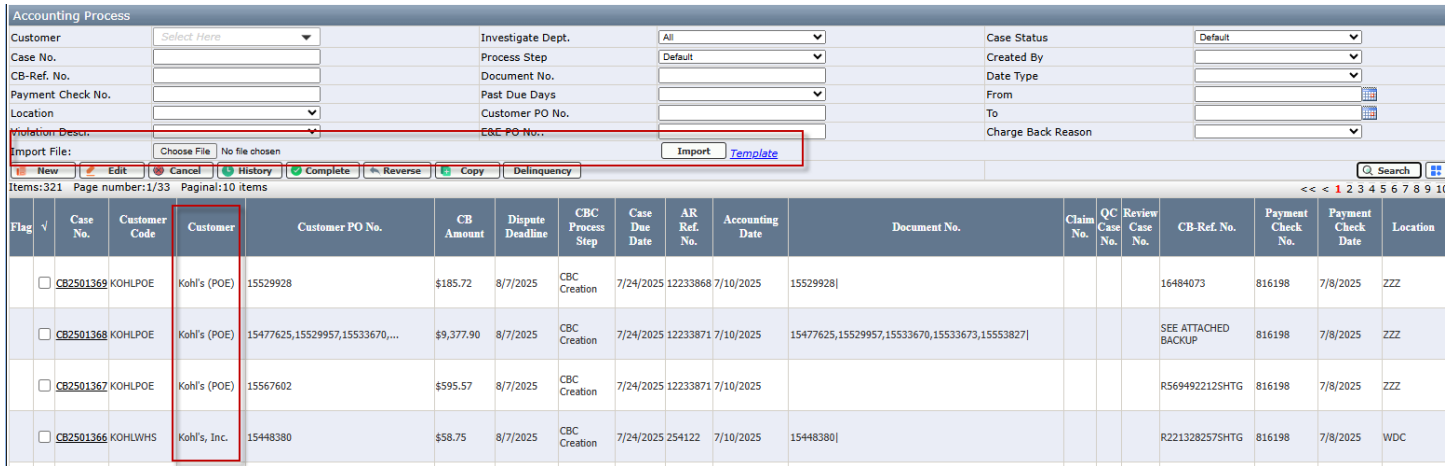 Accounting Process
Customer Select Here Investigate Dept. All Case Status Default
Case No. Process Step Default Created By
CB-Ref. No. Document No. Date Type
Payment Check No. Past Due Days From
Location Customer PO No. To
Violation Descr. E&E PO No.: Charge Back Reason
Import File: Choose File No file chosen Import Template
New Edit Cancel History Complete Reverse Copy Delinquency Search
Items:321 Page number:1/33 Paginal:10 items << < 1 2 3 4 5 6 7 8 9 10
Flag √ Case No. Customer Code Customer Customer PO No. CB Amount Dispute Deadline CBC Process Step Case Due Date AR Ref. No. Accounting Date Document No. Claim No. QC Case No. Review Case No. CB-Ref. No. Payment Check No. Payment Check Date Location
CB2501369 KOHLPOE Kohl's (POE) 15529928 $185.72 8/7/2025 CBC Creation 7/24/2025 12233868 7/10/2025 15529928| 16484073 816198 7/8/2025 ZZZ
CB2501368 KOHLPOE Kohl's (POE) 15477625,15529957,15533670,... $9,377.90 8/7/2025 CBC Creation 7/24/2025 12233871 7/10/2025 15477625,15529957,15533670,15533673,15553827| SEE ATTACHED BACKUP 816198 7/8/2025 ZZZ
CB2501367 KOHLPOE Kohl's (POE) 15567602 $595.57 8/7/2025 CBC Creation 7/24/2025 12233871 7/10/2025 R569492212SHTG 816198 7/8/2025 ZZZ
CB2501366 KOHLWHS Kohl's, Inc. 15448380 $58.75 8/7/2025 CBC Creation 7/24/2025 254122 7/10/2025 15448380| R221328257SHTG 816198 7/8/2025 WDC